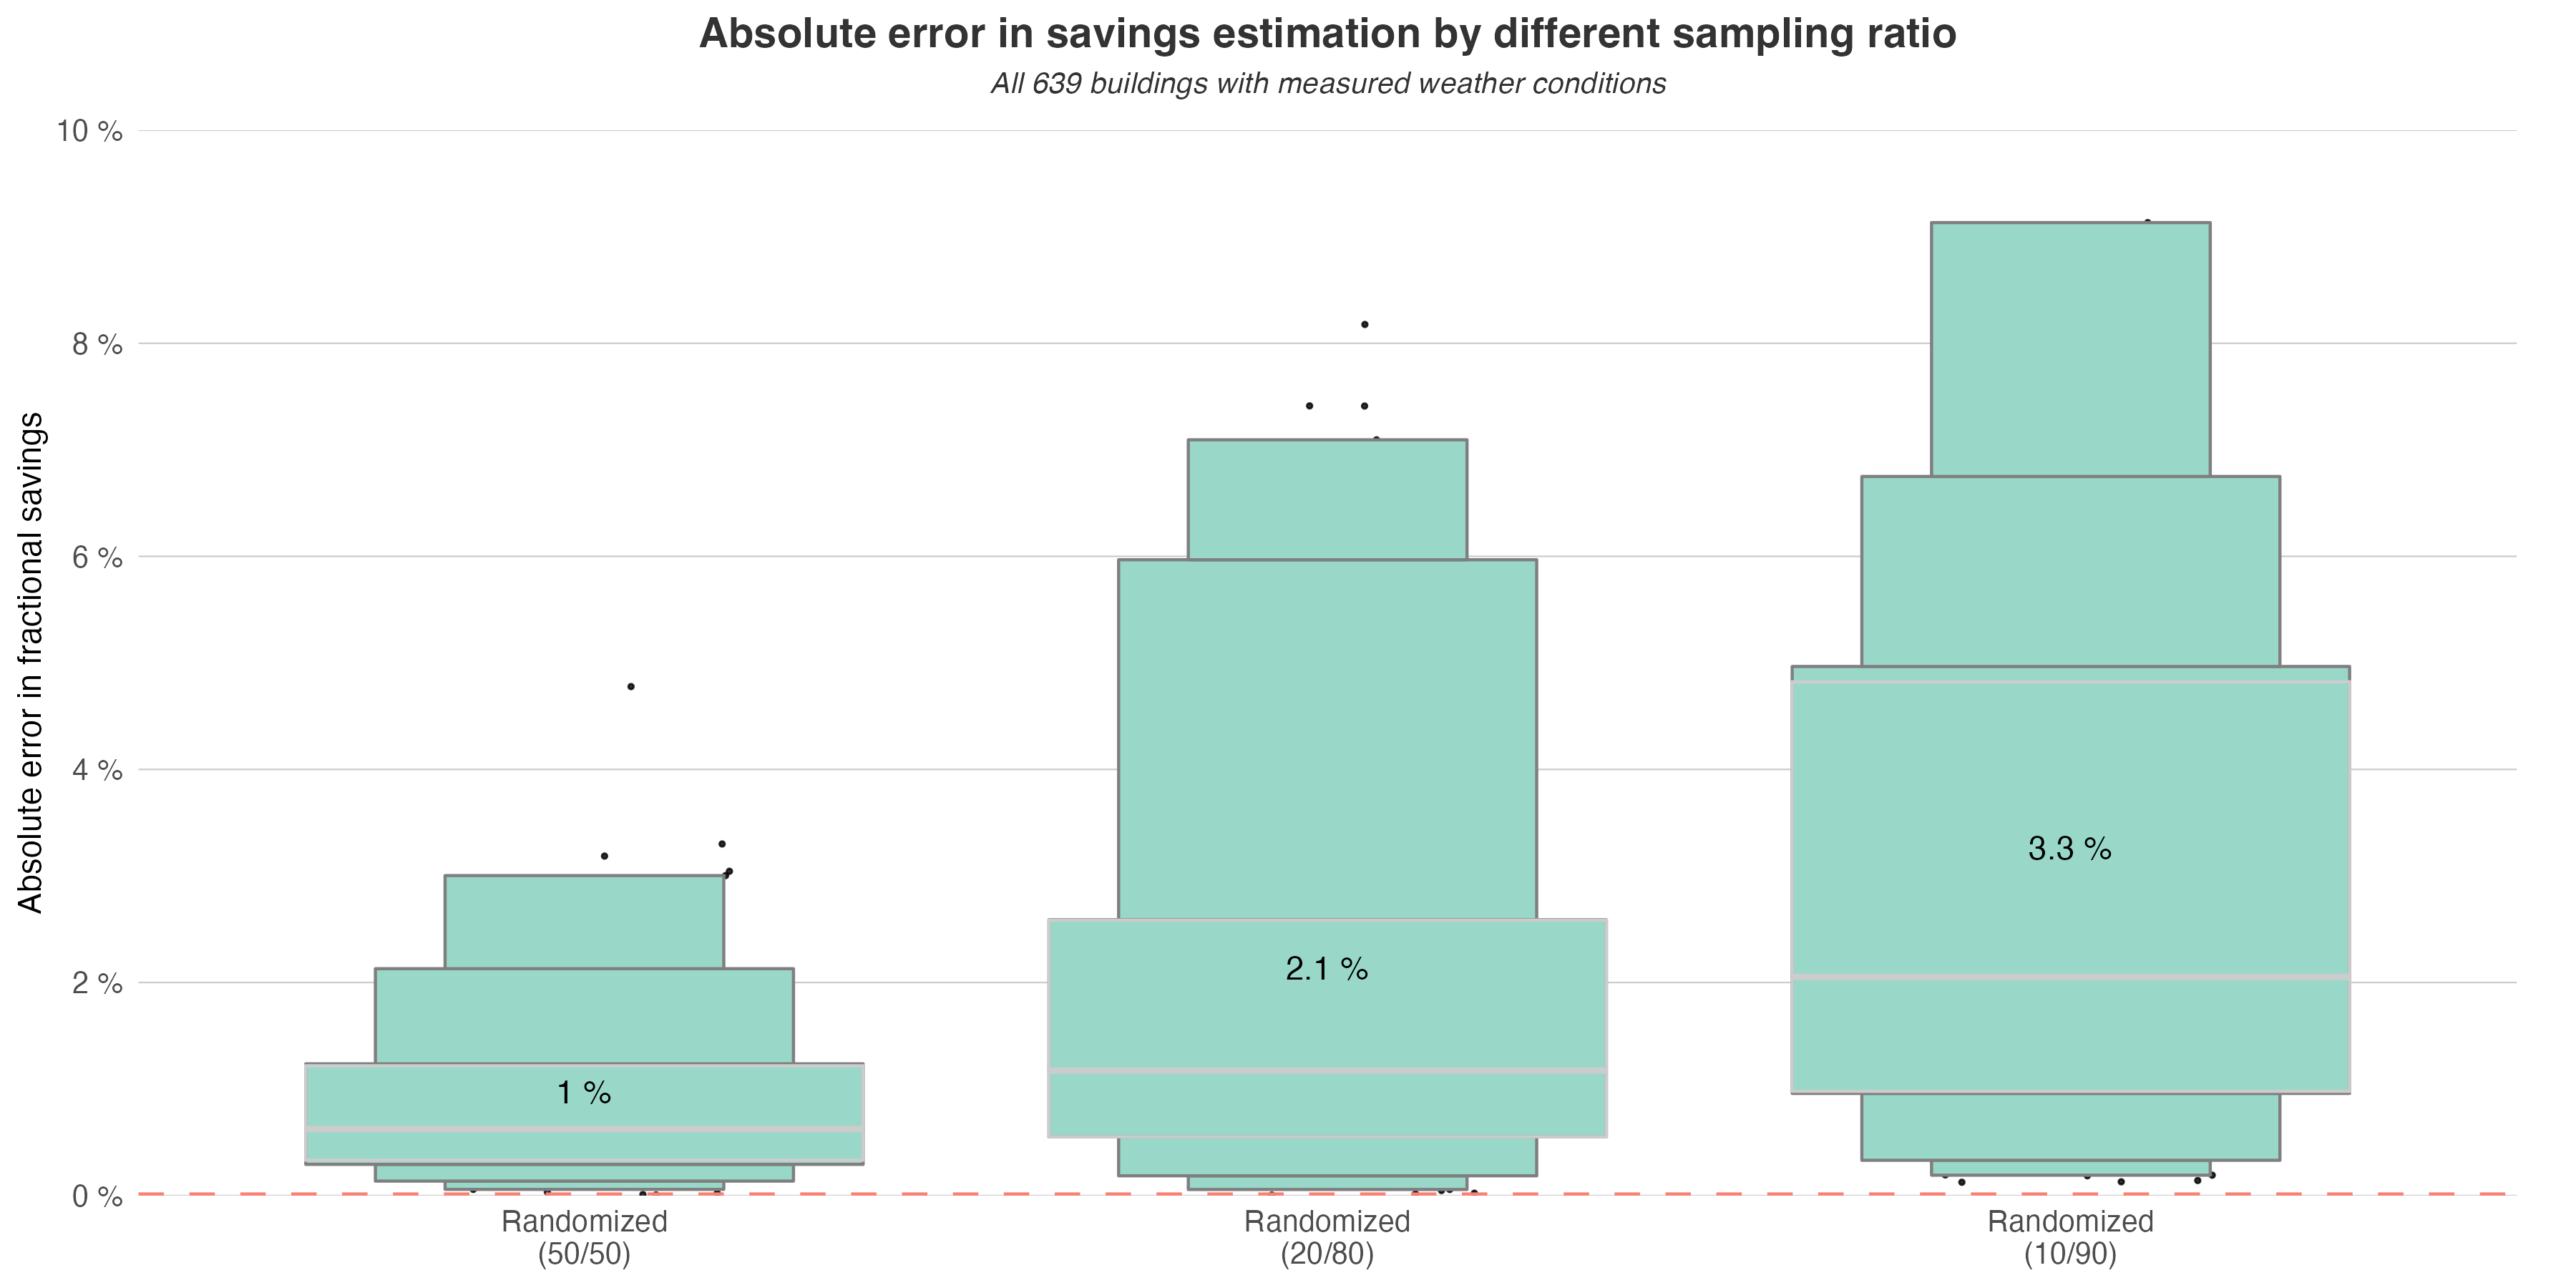 Absolute error in savings estimation by different sampling ratio
All 639 buildings with measured weather conditions
Absolute error in fractional savings
10 %
8 %
6 %
4 %
2 %
0 %
1 %
2.1 %
3.3 %
Randomized
(50/50)
Randomized
(20/80)
Randomized
(10/90)